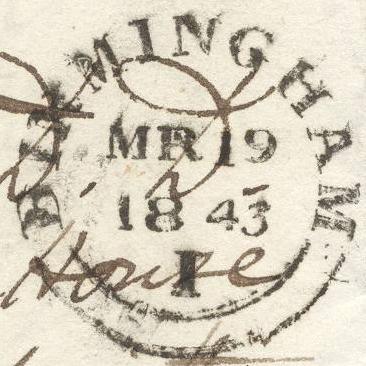 BIRMINGHAM
MR 19
1843
I
House